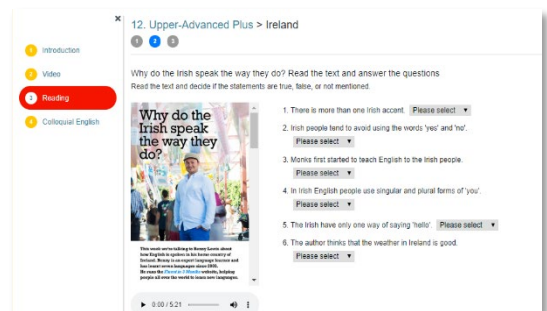 ×
12. Upper-Advanced Plus > Ireland
1 2 3
1 Introduction
2 Video
3 Reading
4 Colloquial English
Why do the Irish speak the way they do? Read the text and answer the questions
Read the text and decide if the statements are true, false, or not mentioned.
Why do the
Irish speak
the way they
do?
This week we're talking to Benny Lewis about
how English is spoken in his home country of
Ireland. Benny is an expert language learner and
has learnt seven languages since 2003.
He runs the Fluent in 3 Months website, helping
people all over the world to learn new languages.
0:00 / 5:21
1. There is more than one Irish accent. Please select
2. Irish people tend to avoid using the words 'yes' and 'no'.
Please select
3. Monks first started to teach English to the Irish people.
Please select
4. In Irish English people use singular and plural forms of 'you'.
Please select
5. The Irish have only one way of saying 'hello'. Please select
6. The author thinks that the weather in Ireland is good.
Please select